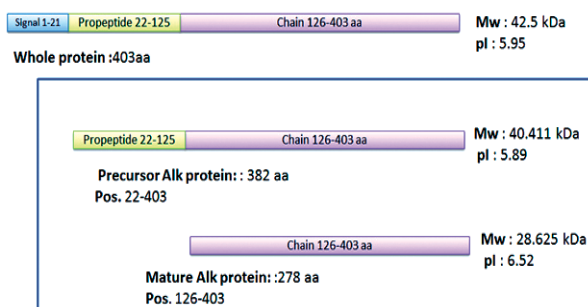 Signal 1-21 Propeptide 22-125 Chain 126-403 aa
Mw : 42.5 kDa
pI : 5.95
Whole protein :403aa
Propeptide 22-125 Chain 126-403 aa
Mw : 40.411 kDa
pI : 5.89
Precursor Alk protein: : 382 aa
Pos. 22-403
Chain 126-403 aa
Mw : 28.625 kDa
pI : 6.52
Mature Alk protein: :278 aa
Pos. 126-403